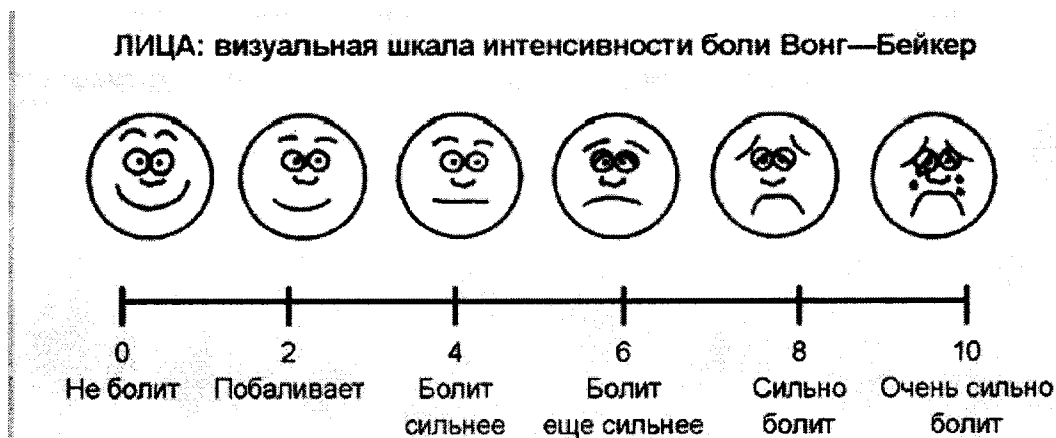 ЛИЦА: визуальная шкала интенсивности боли Вонг—Бейкер
0 2 4 6 8 10
Не болит Побаливает Болит Болит Сильно Очень сильно
сильнее еще сильнее болит болит